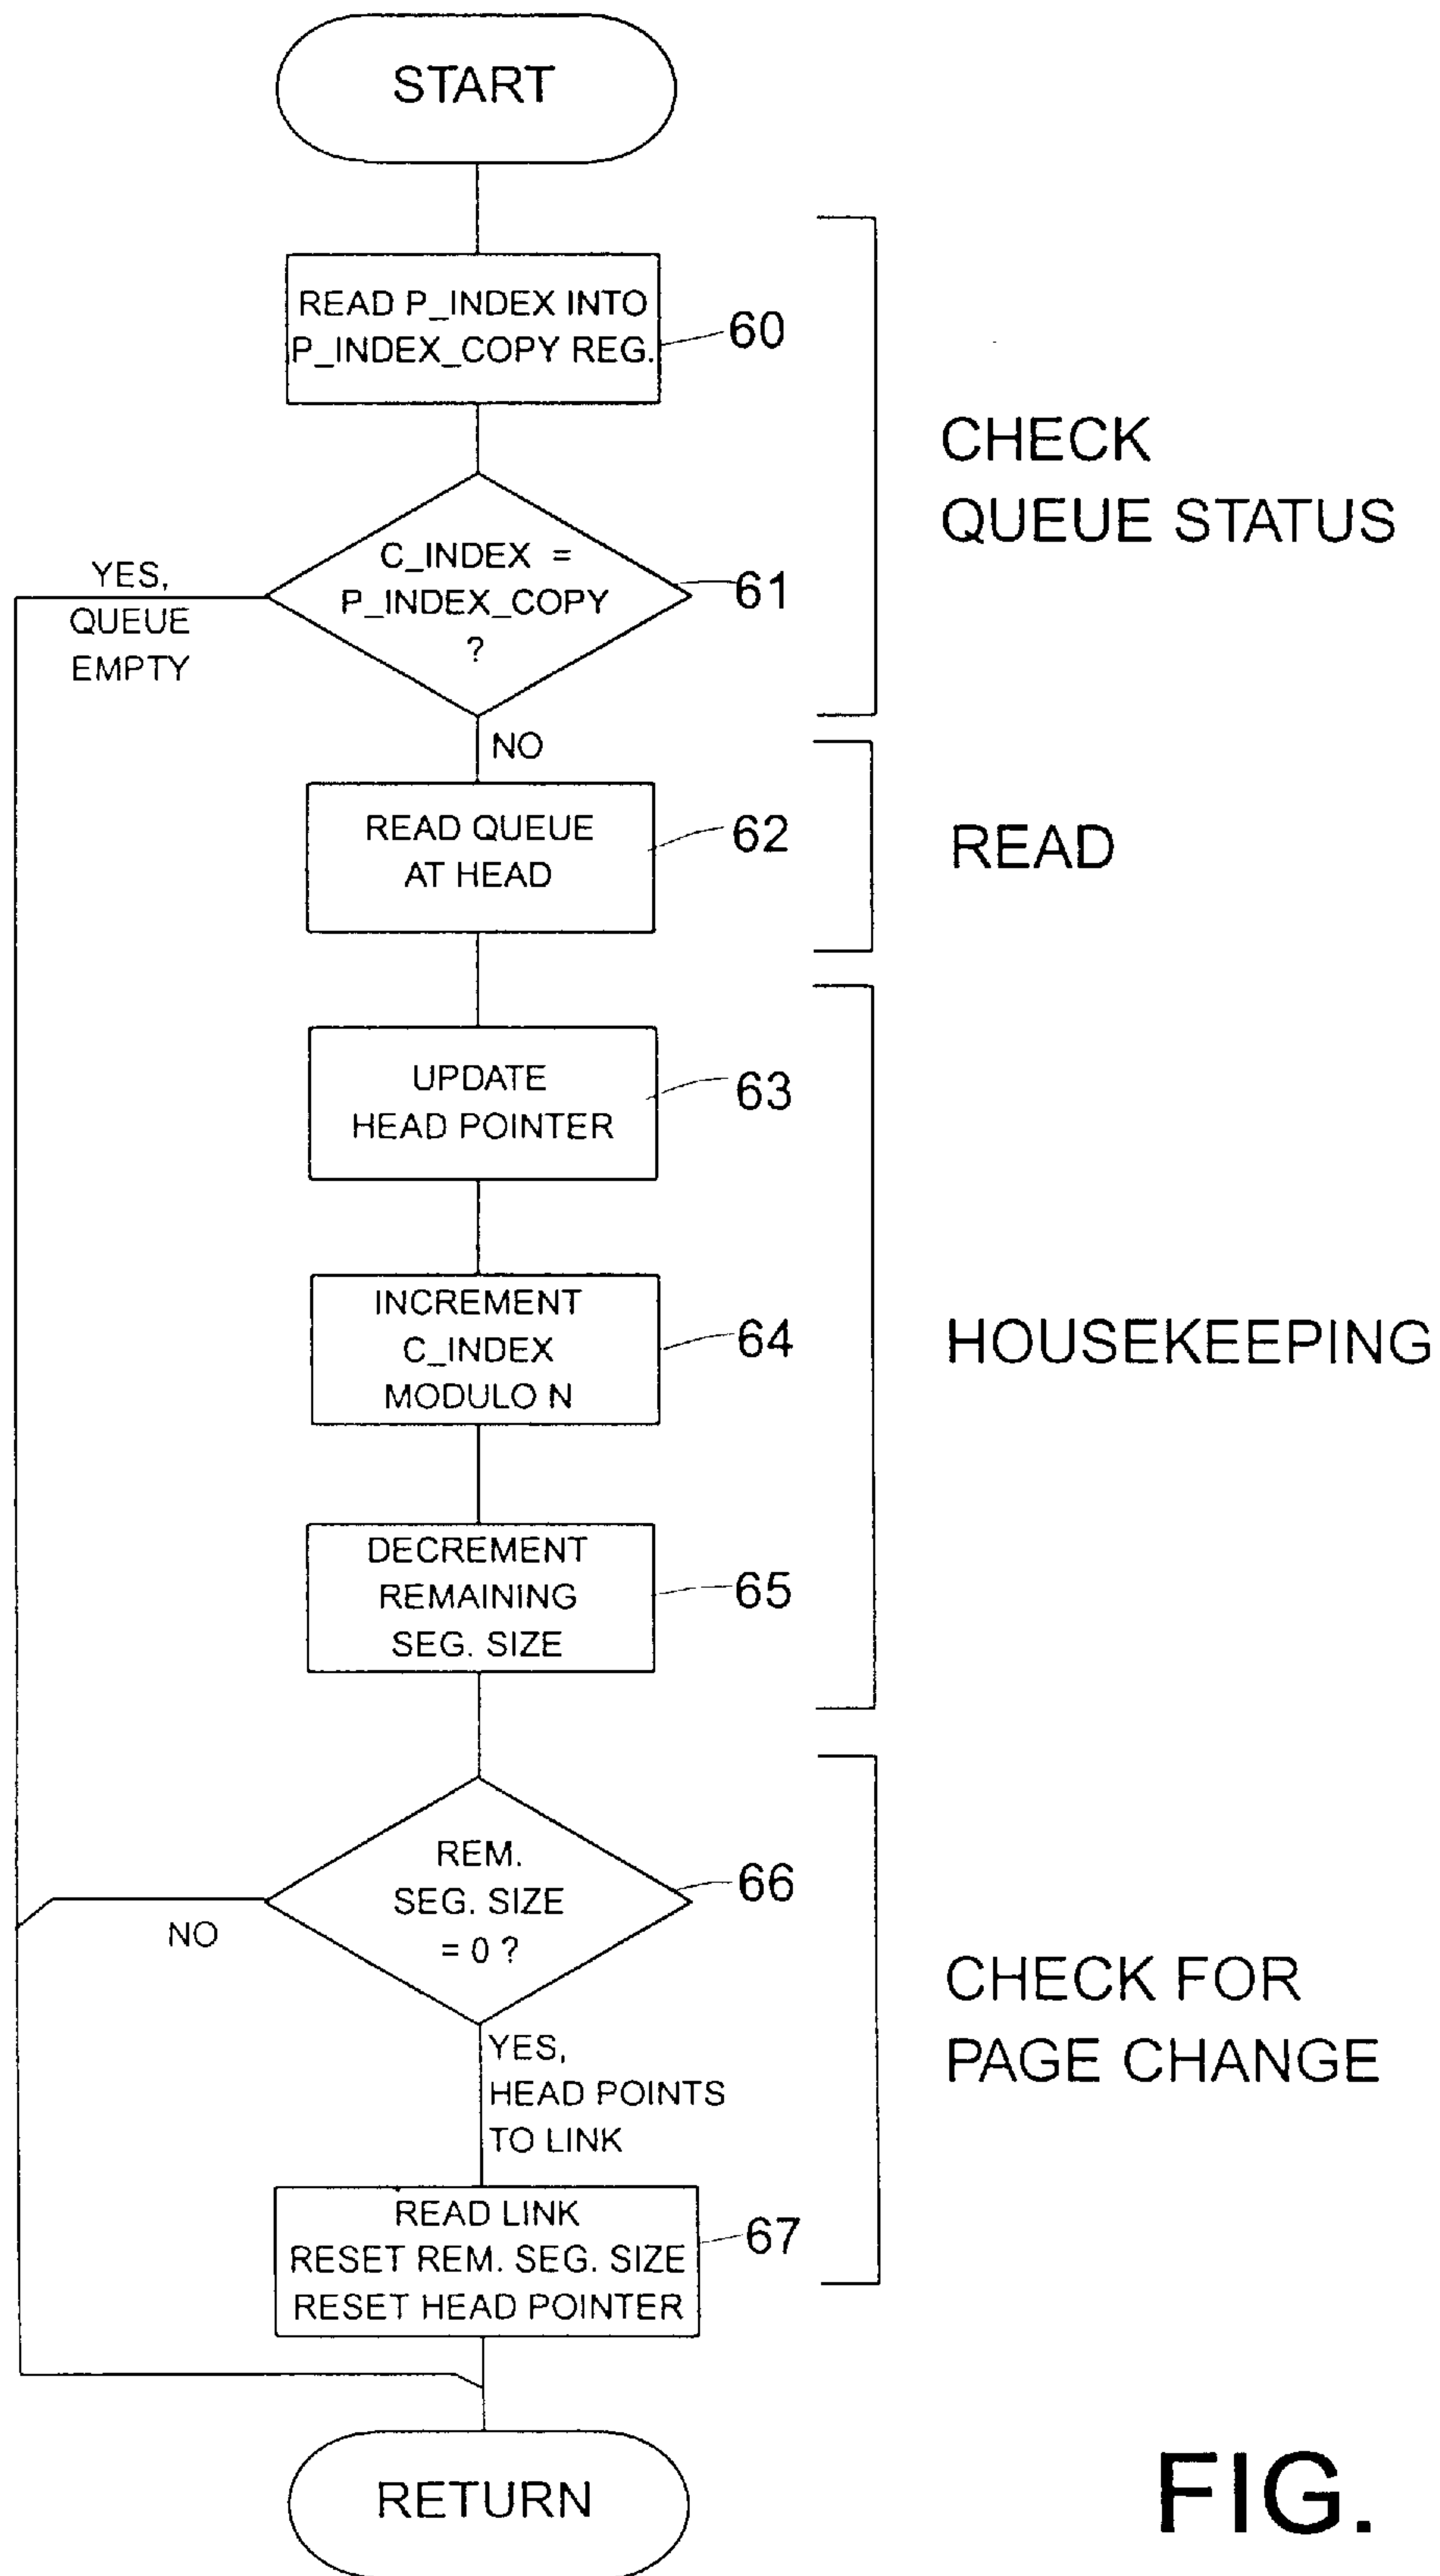 START
READ P_INDEX INTO
P_INDEX_COPY REG.
60
CHECK
QUEUE STATUS
C_INDEX =
P_INDEX_COPY
?
61
YES,
QUEUE
EMPTY
NO
READ QUEUE
AT HEAD
62
READ
UPDATE
HEAD POINTER
63
INCREMENT
C_INDEX
MODULO N
64
HOUSEKEEPING
DECREMENT
REMAINING
SEG. SIZE
65
REM.
SEG. SIZE
= 0 ?
66
NO
CHECK FOR
PAGE CHANGE
YES,
HEAD POINTS
TO LINK
READ LINK
RESET REM. SEG. SIZE
RESET HEAD POINTER
67
RETURN
FIG.